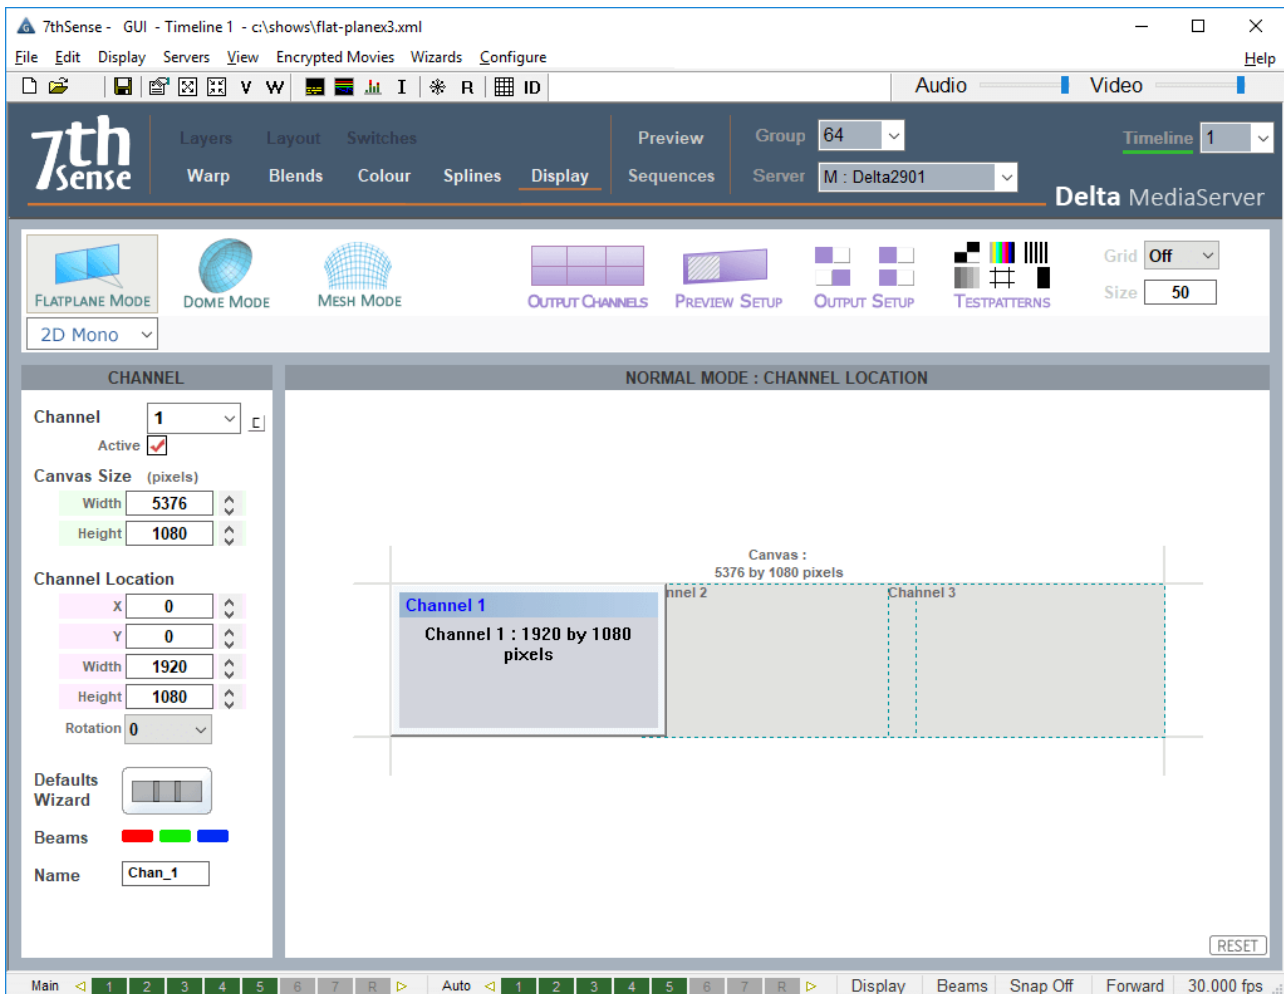 7thSense - GUI - Timeline 1 - c:\shows\flat-planex3.xml
File Edit Display Servers View Encrypted Movies Wizards Configure Help
V W I R ID Audio Video
7th Sense
Layers Layout Switches Preview Group 64 Timeline 1
Warp Blends Colour Splines Display Sequences Server M : Delta2901
Delta MediaServer
FLATPLANE MODE DOME MODE MESH MODE OUTPUT CHANNELS PREVIEW SETUP OUTPUT SETUP TESTPATTERNS
Grid Off
Size 50
2D Mono
CHANNEL
Channel 1
Active
Canvas Size (pixels)
Width 5376
Height 1080
Channel Location
X 0
Y 0
Width 1920
Height 1080
Rotation 0
Defaults
Wizard
Beams
Name Chan_1
NORMAL MODE : CHANNEL LOCATION
Canvas :
5376 by 1080 pixels
Channel 1
Channel 1 : 1920 by 1080
pixels
nnel 2
Channel 3
RESET
Main 1 2 3 4 5 6 7 R Auto 1 2 3 4 5 6 7 R Display Beams Snap Off Forward 30.000 fps